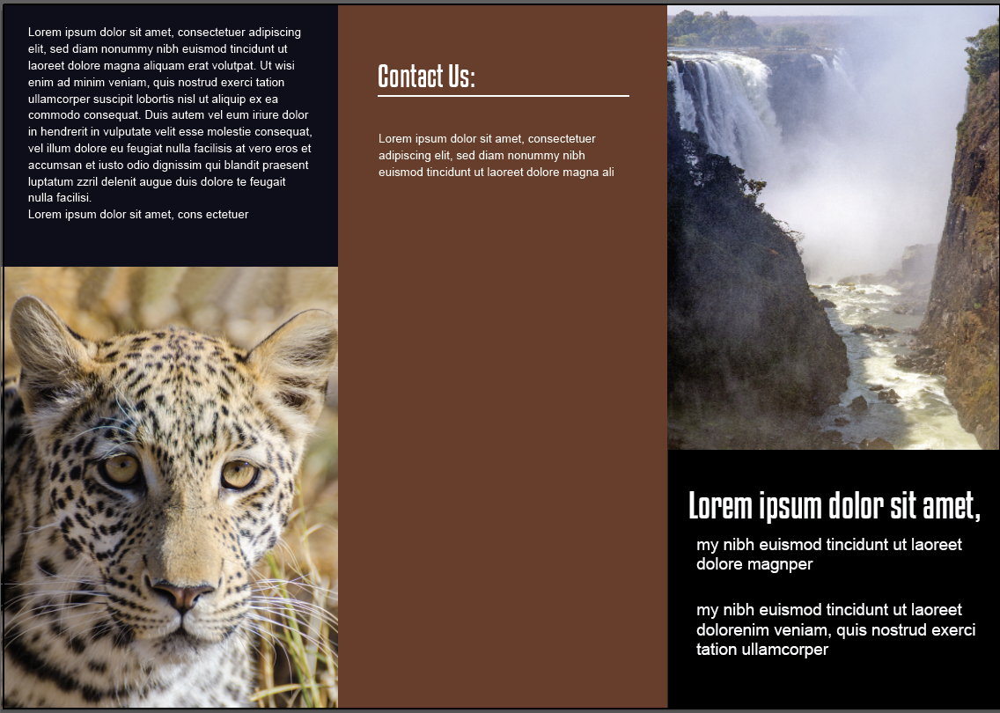 Lorem ipsum dolor sit amet, consectetuer adipiscing
elit, sed diam nonummy nibh euismod tincidunt ut
laoreet dolore magna aliquam erat volutpat. Ut wisi
enim ad minim veniam, quis nostrud exerci tation
ullamcorper suscipit lobortis nisl ut aliquip ex ea
commodo consequat. Duis autem vel eum iriure dolor
in hendrerit in vulputate velit esse molestie consequat,
vel illum dolore eu feugiat nulla facilisis at vero eros et
accumsan et iusto odio dignissim qui blandit praesent
luptatum zzril delenit augue duis dolore te feugait
nulla facilisi.
Lorem ipsum dolor sit amet, cons ectetuer
Contact Us:
Lorem ipsum dolor sit amet, consectetuer
adipiscing elit, sed diam nonummy nibh
euismod tincidunt ut laoreet dolore magna ali
Lorem ipsum dolor sit amet,
my nibh euismod tincidunt ut laoreet
dolore magnper
my nibh euismod tincidunt ut laoreet
dolorenim veniam, quis nostrud exerci
tation ullamcorper